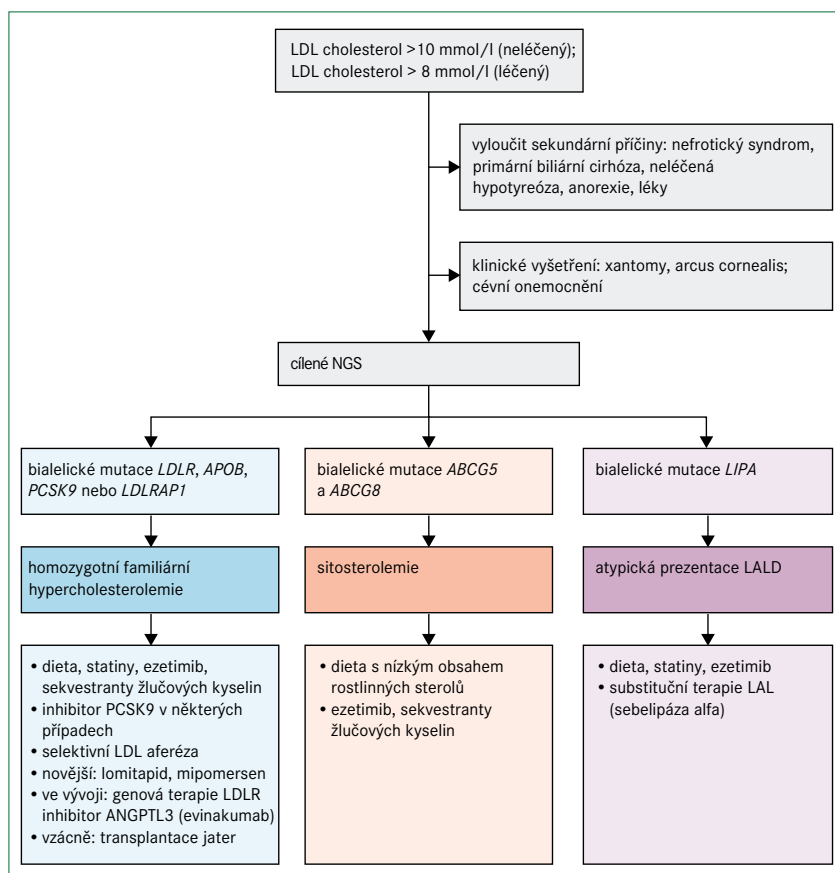 LDL cholesterol >10 mmol/l (neléčený);
LDL cholesterol > 8 mmol/l (léčený)
vyloučit sekundární příčiny: nefrotický syndrom,
primární biliární cirhóza, neléčená
hypotyreóza, anorexie, léky
klinické vyšetření: xantomy, arcus cornealis;
cévní onemocnění
cílené NGS
bialelické mutace LDLR, APOB,
PCSK9 nebo LDLRAP1
homozygotní familiární
hypercholesterolemie
• dieta, statiny, ezetimib,
sekvestranty žlučových kyselin
• inhibitor PCSK9 v některých
případech
• selektivní LDL aferéza
• novější: lomitapid, mipomersen
• ve vývoji: genová terapie LDLR
inhibitor ANGPTL3 (evinakumab)
• vzácně: transplantace jater
bialelické mutace ABCG5
a ABCG8
sitosterolemie
• dieta s nízkým obsahem
rostlinných sterolů
• ezetimib, sekvestranty
žlučových kyselin
bialelické mutace LIPA
atypická prezentace LALD
• dieta, statiny, ezetimib
• substituční terapie LAL
(sebelipáza alfa)